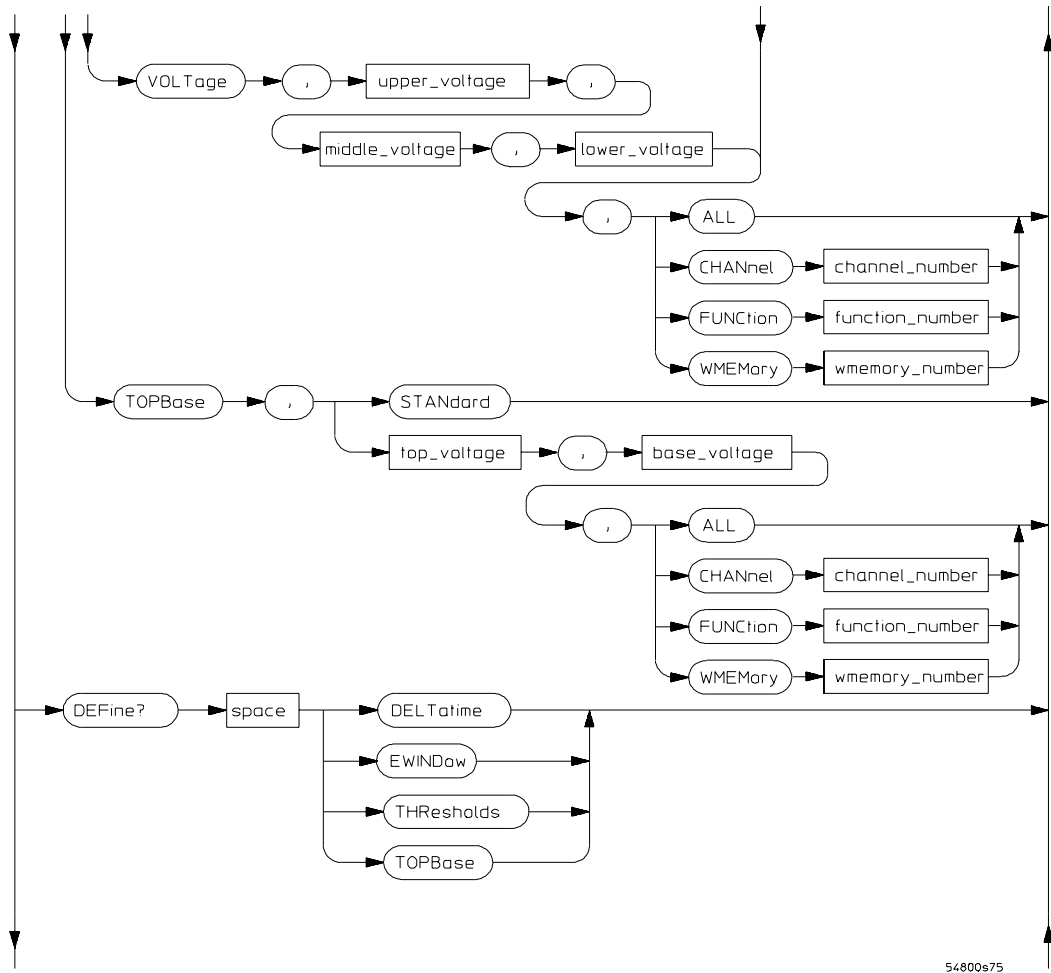 VOLTage , upper_voltage ,
middle_voltage , lower_voltage
, ALL
CHANnel channel_number
FUNCtion function_number
WMEMory wmemory_number
TOPBase , STANdard
top_voltage , base_voltage
, ALL
CHANnel channel_number
FUNCtion function_number
WMEMory wmemory_number
DEFine? space DELTatime
EWINDow
THResholds
TOPBase
54800s75